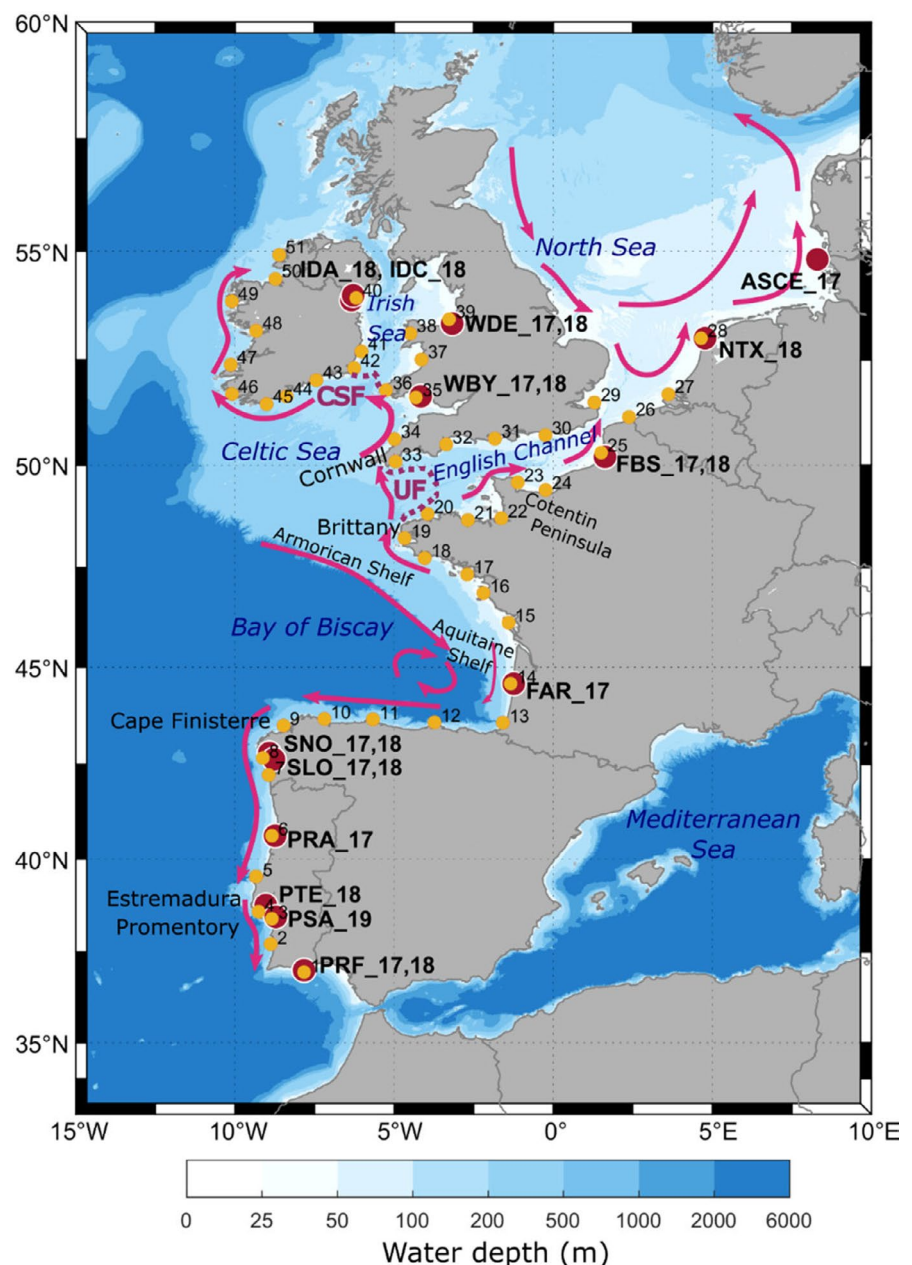 60°N
55°N
50°N
45°N
40°N
35°N
15°W
10°W
5°W
0°E
5°E
10°E
North Sea
51
50
IDA_18, IDC_18
40
ASCE_17
49
Irish
Sea
39
WDE_17,18
28
NTX_18
48
38
41
37
47
42
43
36
WBY_17,18
35
46
45
44
CSF
27
29
26
Celtic Sea
34
32
31
30
English Channel
25
FBS_17,18
Cornwall
33
UF
23
24
Cotentin
Peninsula
20
21
22
Brittany
19
Armorican Shelf
18
17
16
15
Bay of Biscay
Aquitaine
Shelf
14
FAR_17
Cape Finisterre
9
10
11
12
13
SNO_17,18
8
7
SLO_17,18
6
PRA_17
Mediterranean
Sea
5
Estremadura
Promentory
PTE_18
4
3
PSA_19
2
1
PRF_17,18
0
25
50
100
200
500
1000
2000
6000
Water depth (m)